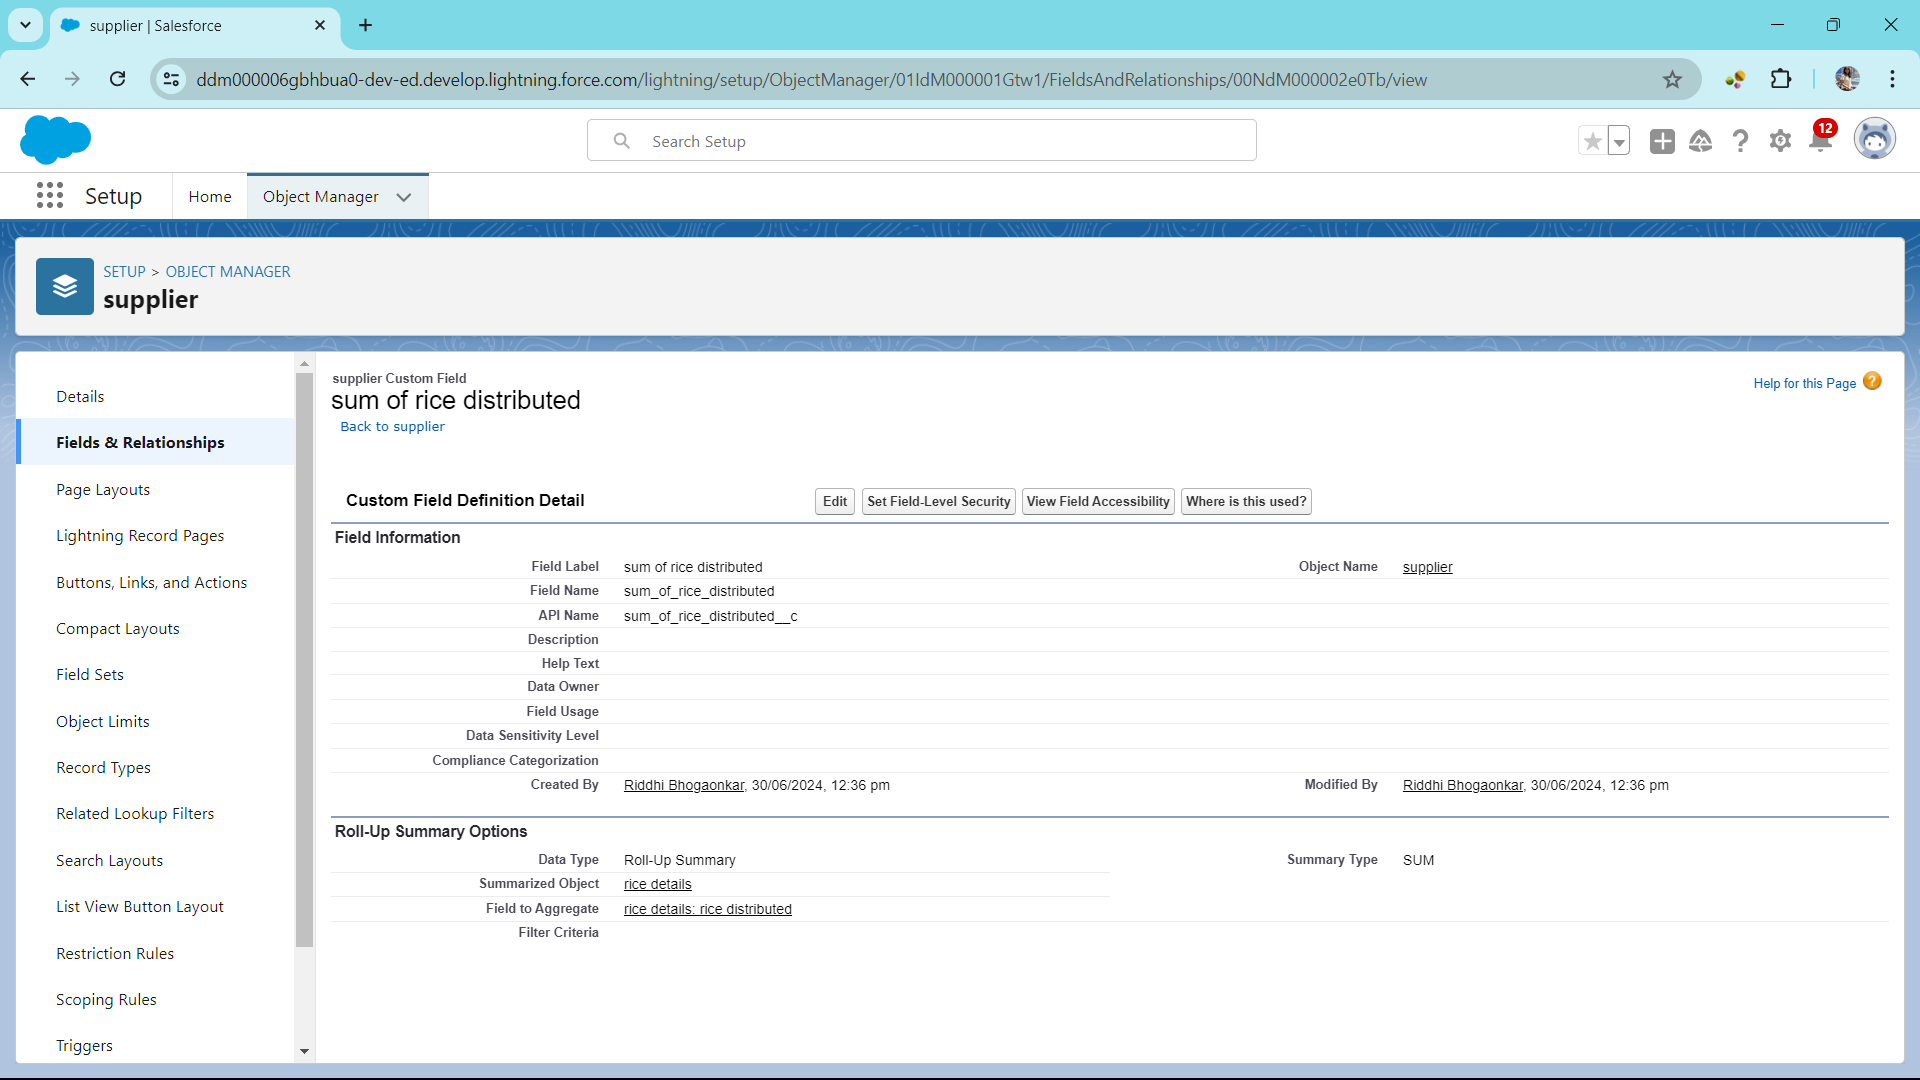 supplier | Salesforce
ddm000006gbhbua0-dev-ed.develop.lightning.force.com/lightning/setup/ObjectManager/01IdM000001Gtw1/FieldsAndRelationships/00NdM000002e0Tb/view
Search Setup
12
Setup
Home
Object Manager
SETUP > OBJECT MANAGER
supplier
Details
Fields & Relationships
Page Layouts
Lightning Record Pages
Buttons, Links, and Actions
Compact Layouts
Field Sets
Object Limits
Record Types
Related Lookup Filters
Search Layouts
List View Button Layout
Restriction Rules
Scoping Rules
Triggers
supplier Custom Field
sum of rice distributed
Back to supplier
Help for this Page ?
Custom Field Definition Detail
Edit
Set Field-Level Security
View Field Accessibility
Where is this used?
Field Information
Field Label sum of rice distributed Object Name supplier
Field Name sum_of_rice_distributed
API Name sum_of_rice_distributed__c
Description
Help Text
Data Owner
Field Usage
Data Sensitivity Level
Compliance Categorization
Created By Riddhi Bhogaonkar, 30/06/2024, 12:36 pm Modified By Riddhi Bhogaonkar, 30/06/2024, 12:36 pm
Roll-Up Summary Options
Data Type Roll-Up Summary Summary Type SUM
Summarized Object rice details
Field to Aggregate rice details: rice distributed
Filter Criteria